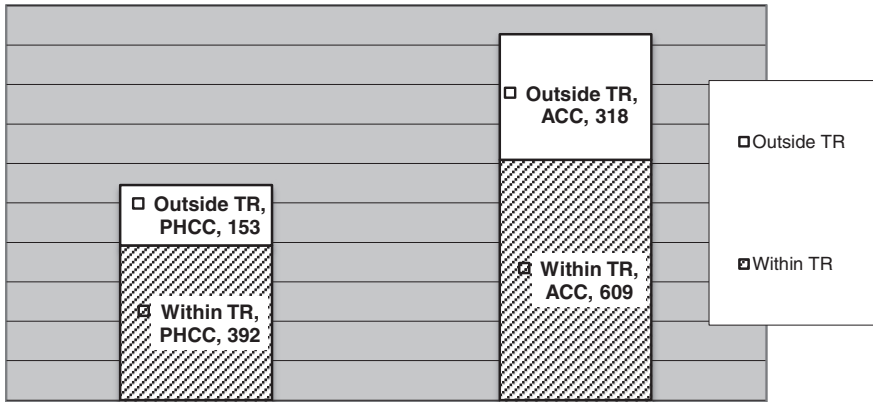 Outside TR,
PHCC, 153
Within TR,
PHCC, 392
Outside TR,
ACC, 318
Within TR,
ACC, 609
Outside TR
Within TR